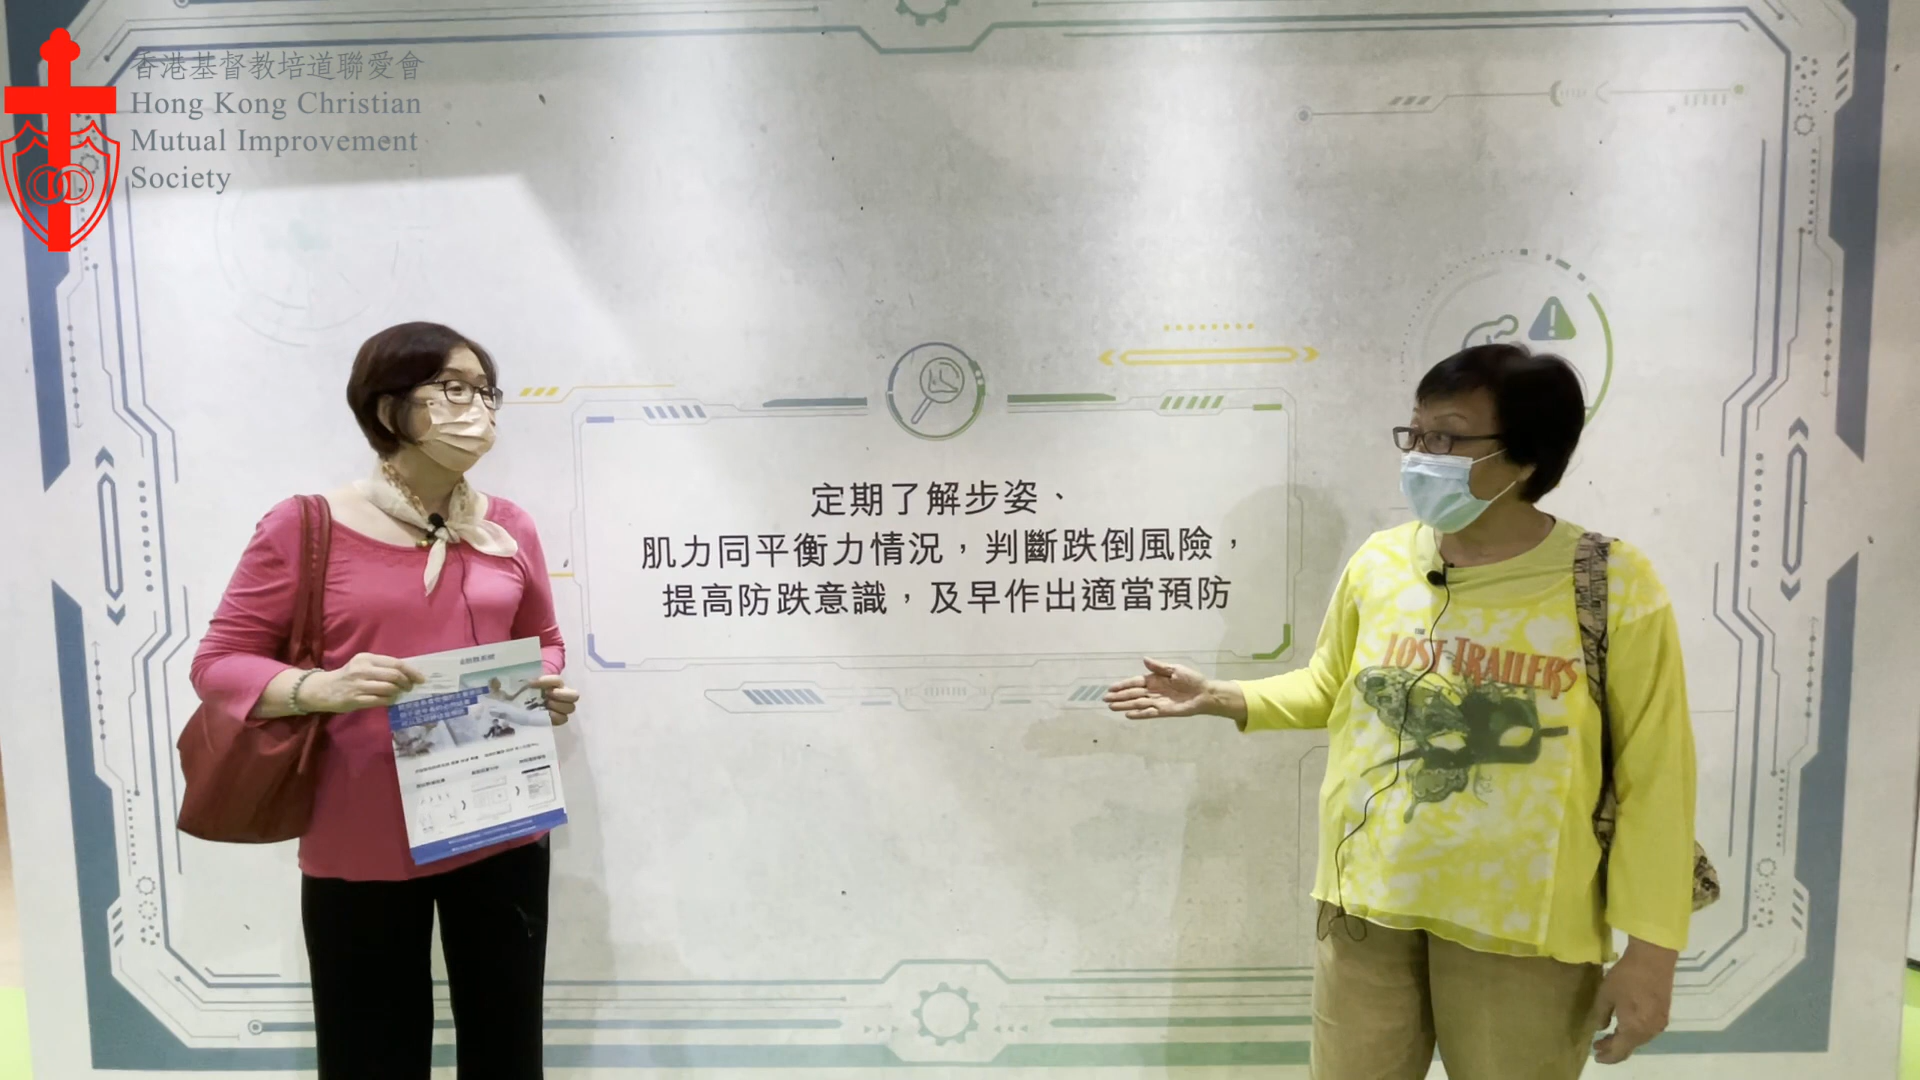 香港基督教培道聯愛會
Hong Kong Christian
Mutual Improvement
Society
定期了解步姿、
肌力同平衡力情況，判斷跌倒風險，
提高防跌意識，及早作出適當預防
LOST TRAILERS